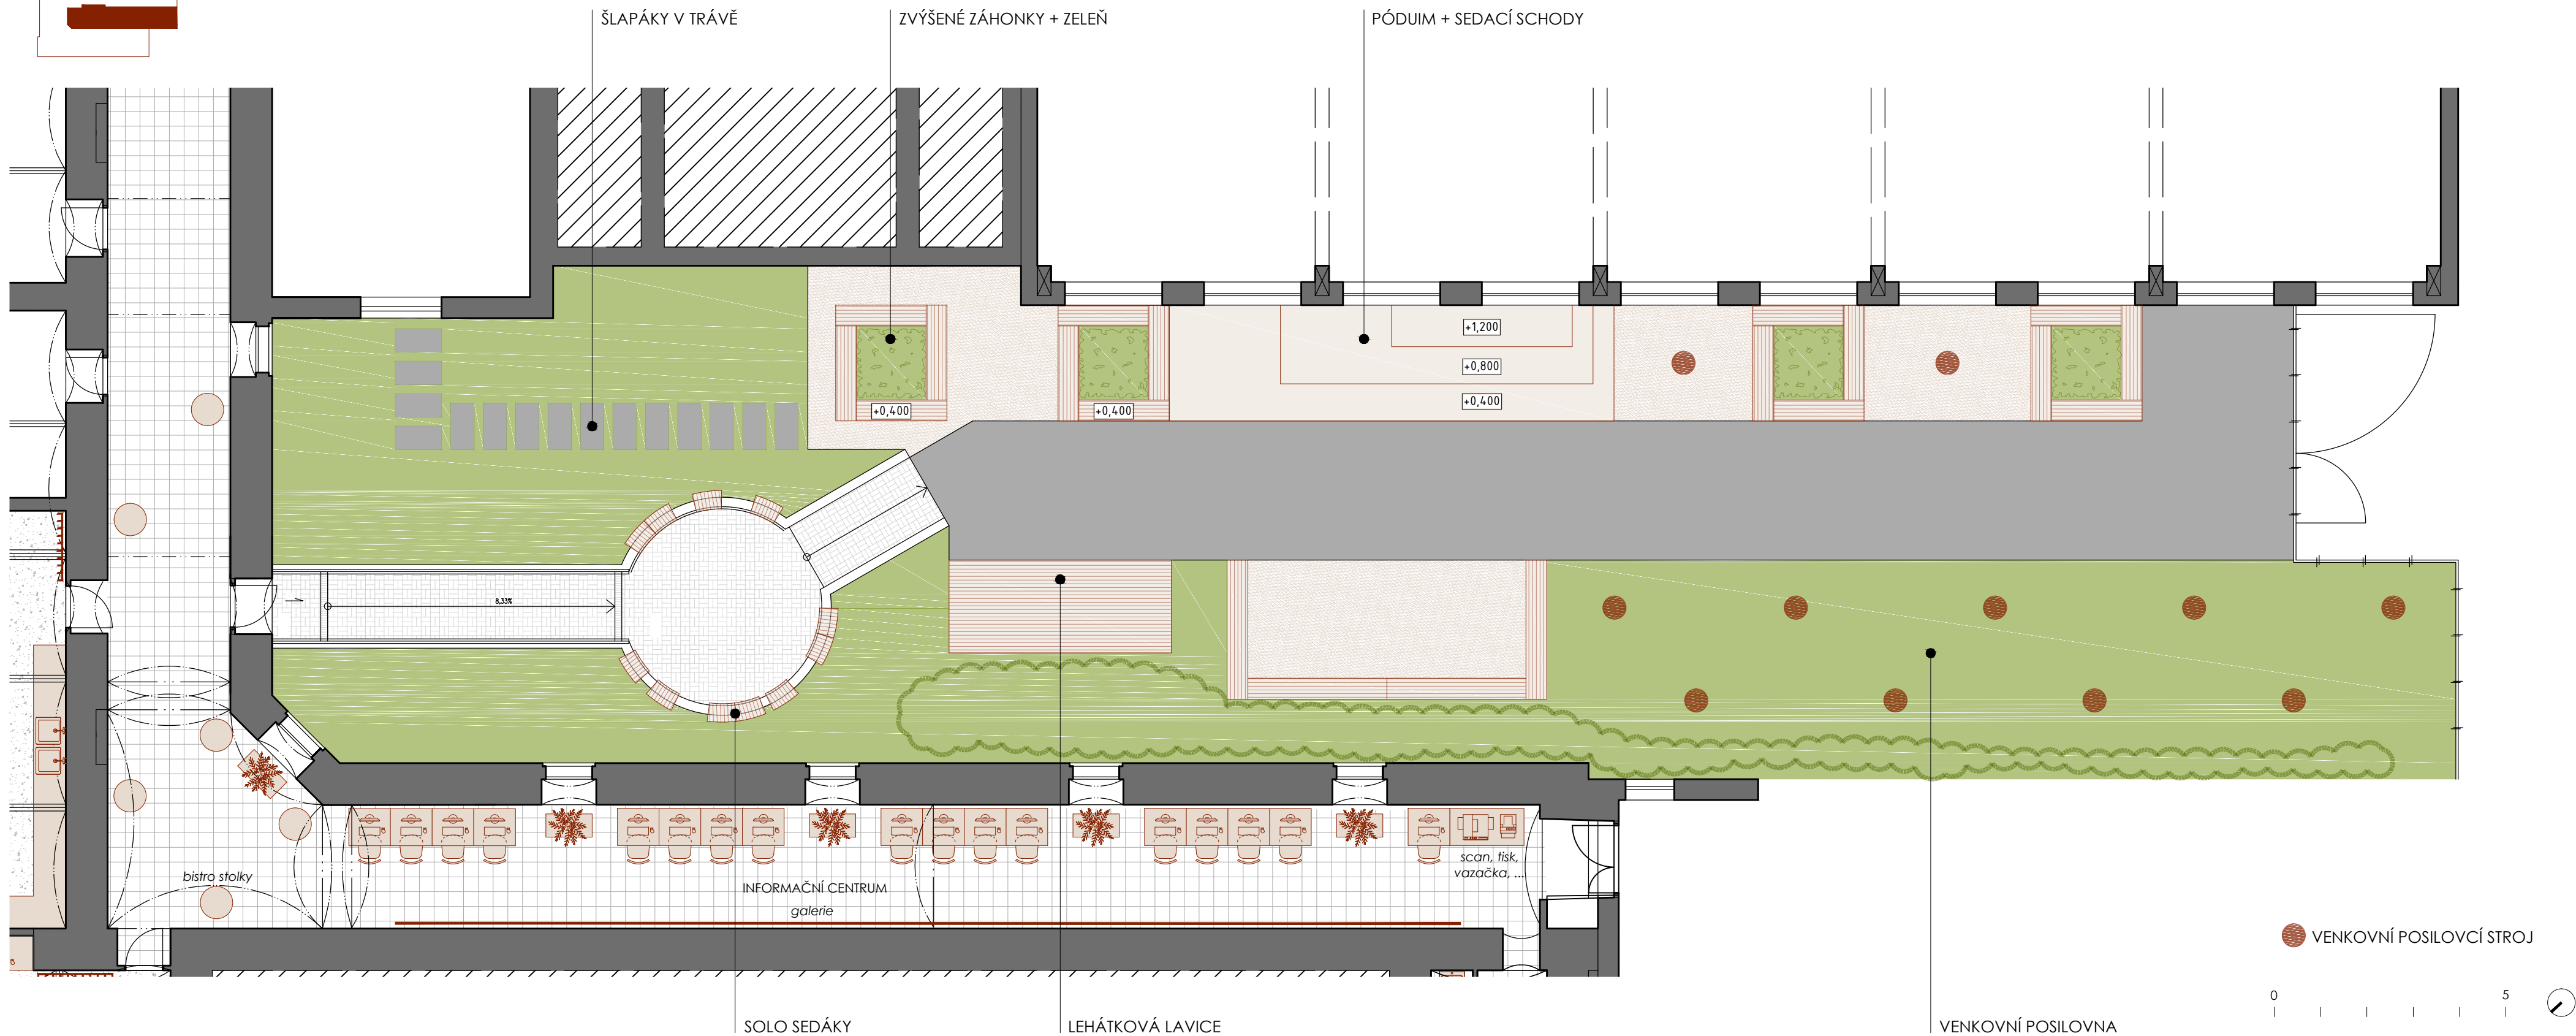 ŠLAPÁKY V TRÁVĚ
ZVÝŠENÉ ZÁHONKY + ZELEŇ
PÓDUIM + SEDACÍ SCHODY
+1,200
+0,800
+0,400
+0,400
+0,400
8,33%
bistro stolky
INFORMAČNÍ CENTRUM
galerie
scan, tisk,
vazačka, ...
VENKOVNÍ POSILOVCÍ STROJ
0
5
SOLO SEDÁKY
LEHÁTKOVÁ LAVICE
VENKOVNÍ POSILOVNA